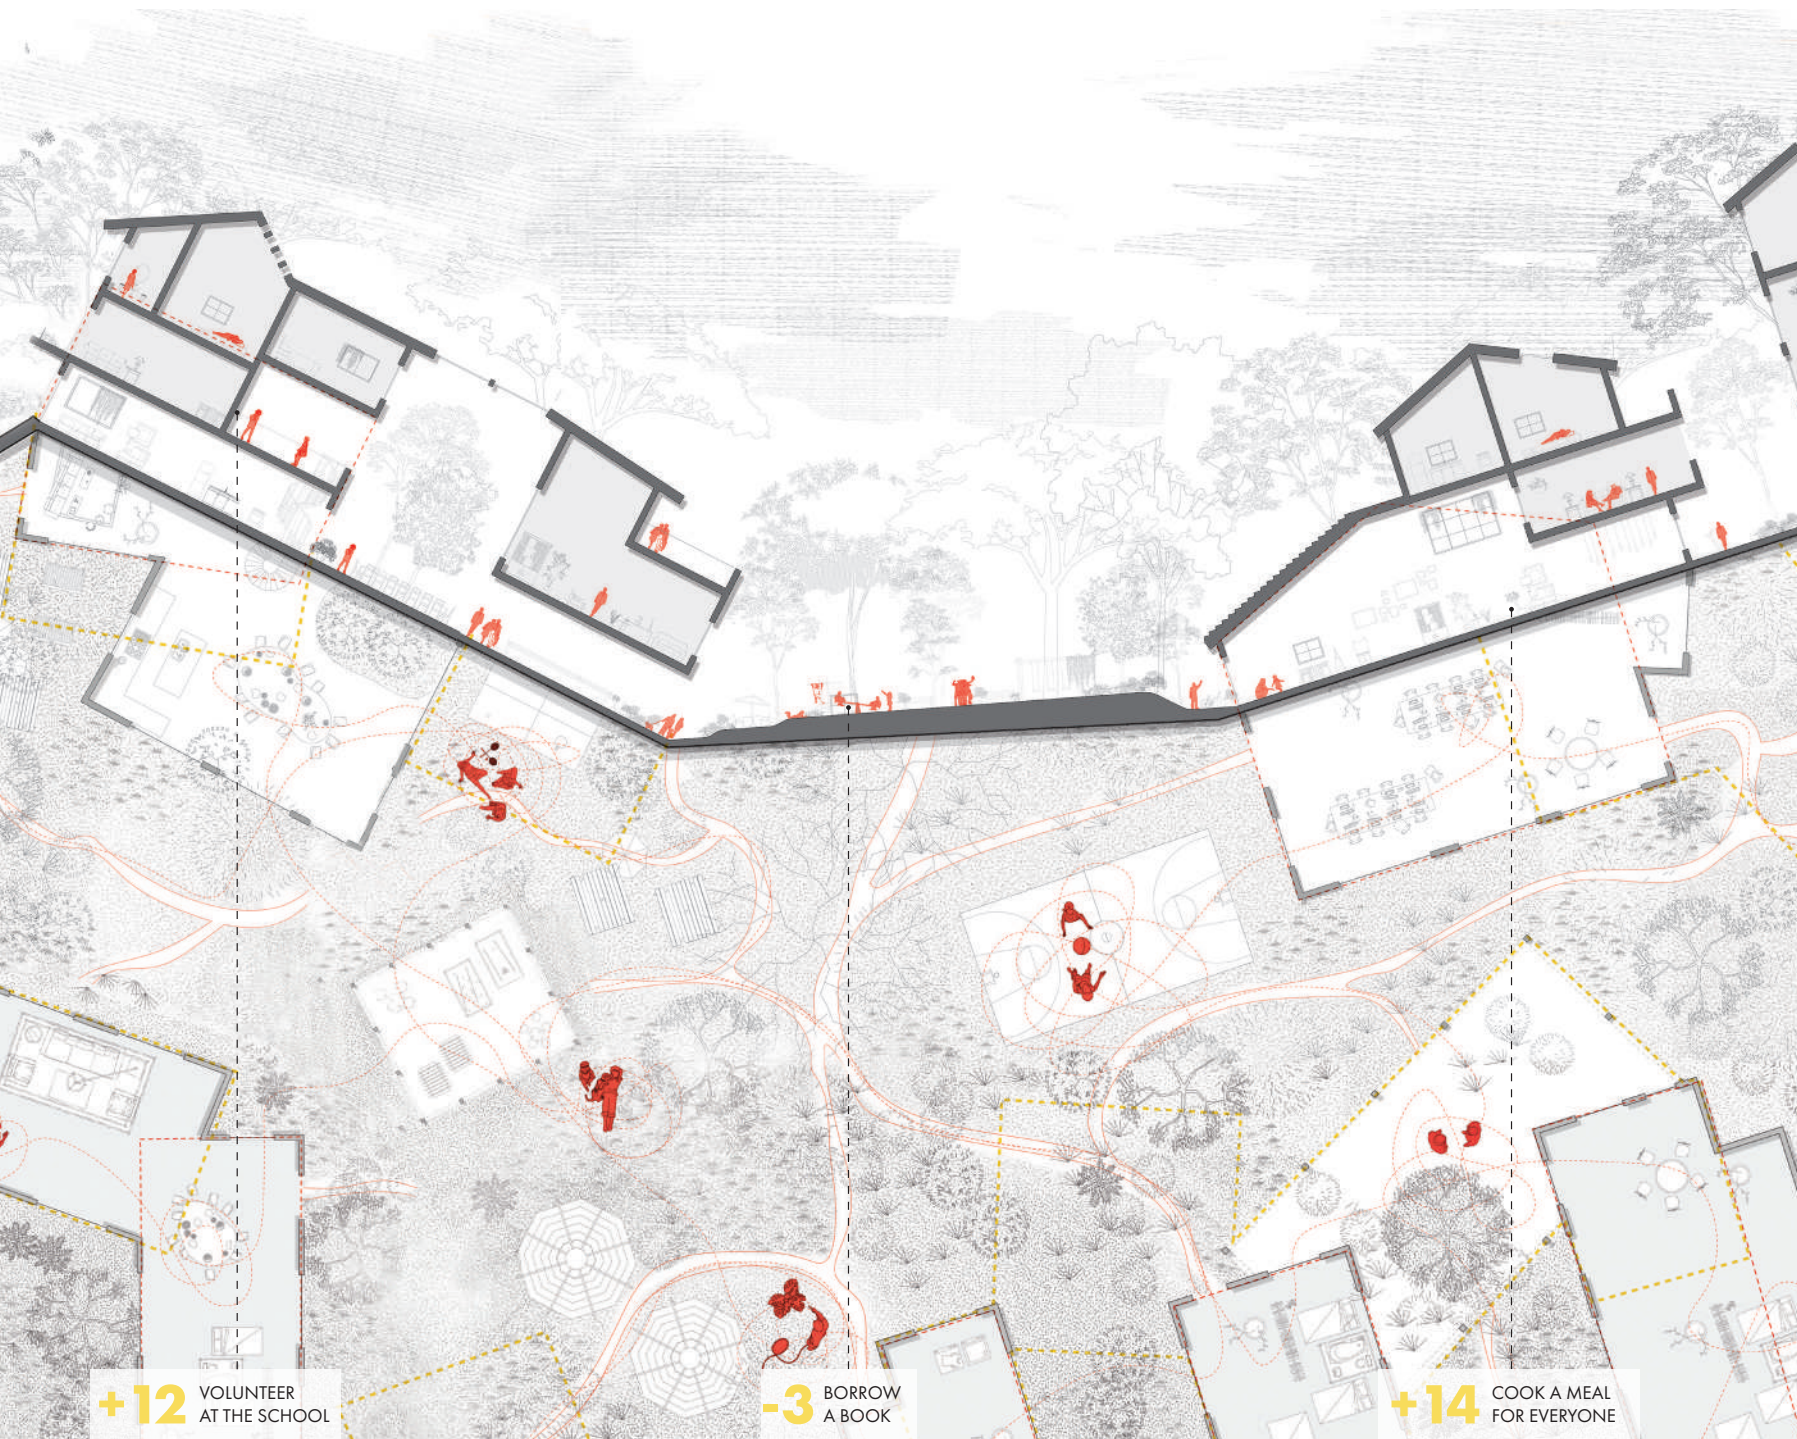 +12 VOLUNTEER
AT THE SCHOOL
-3 BORROW
A BOOK
+14 COOK A MEAL
FOR EVERYONE